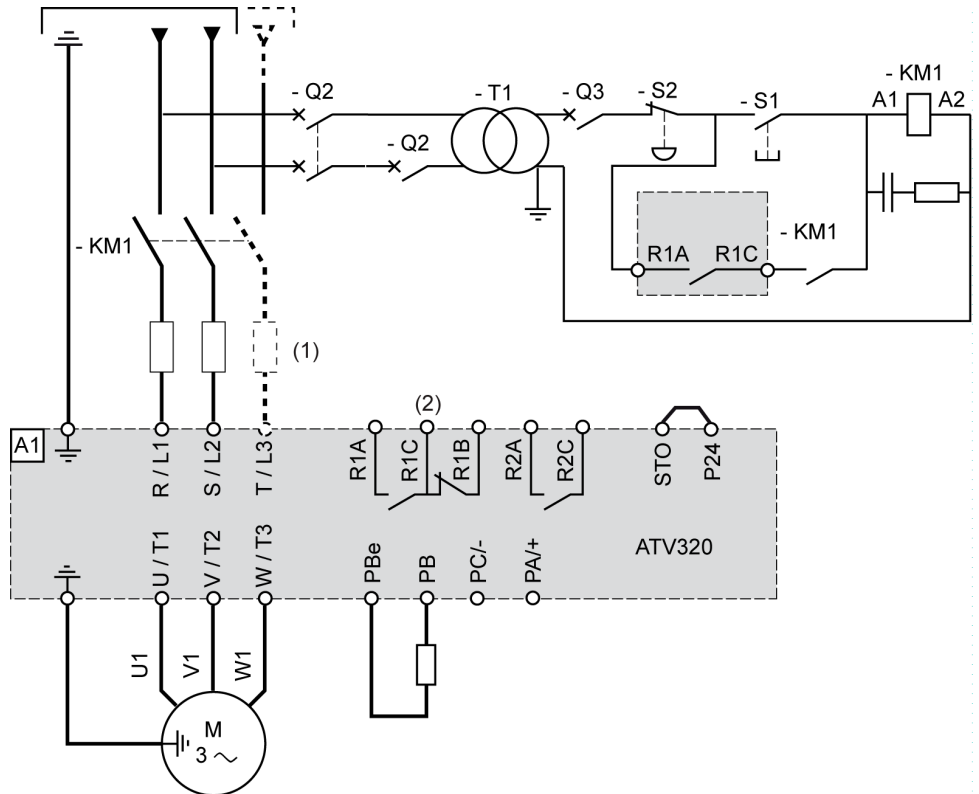 - Q2
- T1
- Q3
- S2
- S1
- KM1
A1
A2
- Q2
- KM1
- KM1
R1A
R1C
(1)
(2)
A1
R / L1
S / L2
T / L3
R1A
R1C
R1B
R2A
R2C
STO
P24
ATV320
U / T1
V / T2
W / T3
PBe
PB
PC/-
PA/+
U1
V1
W1
M
3 ~